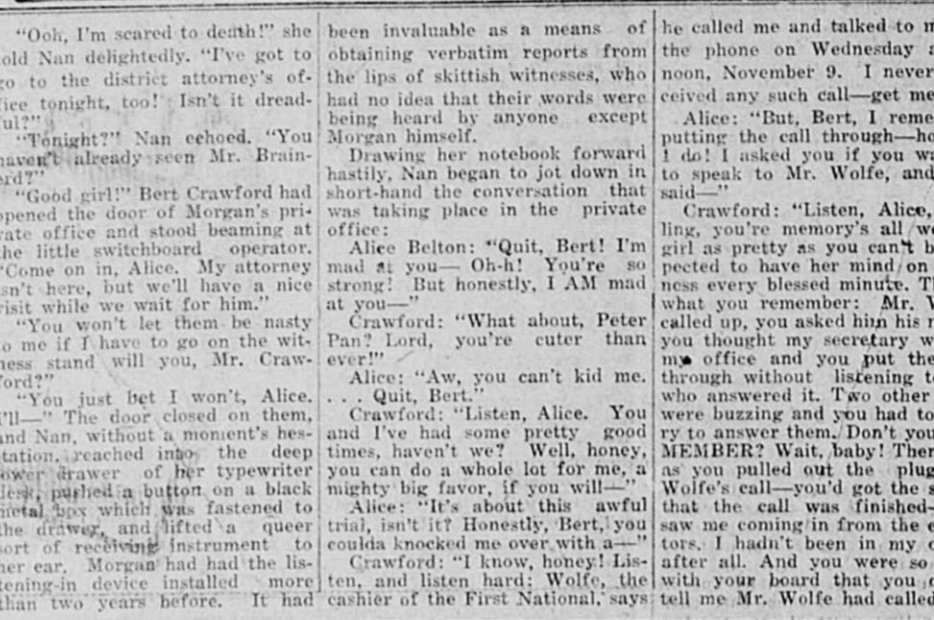 "Ooh, I'm scared to death!" she
old Nan delightedly. "I've got to
go to the district attorney's of-
fice tonight, too! Isn't it dread-
ful?"
"Tonight?" Nan echoed. "You
haven't already seen Mr. Brain-
erd?"
"Good girl!" Bert Crawford had
opened the door of Morgan's pri-
vate office and stood beaming at
the little switchboard operator.
"Come on in, Alice. My attorney
isn't here, but we'll have a nice
visit while we wait for him."
"You won't let them be nasty
to me if I have to go on the wit-
ness stand will you, Mr. Craw-
ford?"
"You just bet I won't, Alice.
I'll—" The door closed on them,
and Nan, without a moment's hes-
itation, reached into the deep
lower drawer of her typewriter
desk, pushed a button on a black
metal box which was fastened to
the drawer, and lifted a queer
sort of receiving instrument to
her ear. Morgan had had the lis-
tening-in device installed more
than two years before. It had
been invaluable as a means of
obtaining verbatim reports from
the lips of skittish witnesses, who
had no idea that their words were
being heard by anyone except
Morgan himself.
Drawing her notebook forward
hastily, Nan began to jot down in
short-hand the conversation that
was taking place in the private
office:
Alice Belton: "Quit, Bert! I'm
mad at you— Oh-h! You're so
strong! But honestly, I AM mad
at you—"
Crawford: "What about, Peter
Pan? Lord, you're cuter than
ever!"
Alice: "Aw, you can't kid me.
. . . Quit, Bert."
Crawford: "Listen, Alice. You
and I've had some pretty good
times, haven't we? Well, honey,
you can do a whole lot for me, a
mighty big favor, if you will—"
Alice: "It's about this awful
trial, isn't it? Honestly, Bert, you
coulda knocked me over with a—"
Crawford: "I know, honey! Lis-
ten, and listen hard: Wolfe, the
cashier of the First National, says
he called me and talked to
the phone on Wednesday
noon, November 9. I never
ceived any such call—get me
Alice: "But, Bert, I reme
putting the call through—ho
I do! I asked you if you wa
to speak to Mr. Wolfe, and
said—"
Crawford: "Listen, Alice,
ling, you're memory's all
girl as pretty as you can't b
pected to have her mind on
ness every blessed minute.
what you remember: Mr.
called up, you asked him his
you thought my secretary w
my office and you put the
through without listening t
who answered it. Two other
were buzzing and you had to
ry to answer them. Don't you
MEMBER? Wait, baby! Ther
as you pulled out the plug
Wolfe's call—you'd got the s
that the call was finished—
saw me coming in from the e
tors. I hadn't been in my o
after all. And you were so
with your board that you
tell me Mr. Wolfe had called